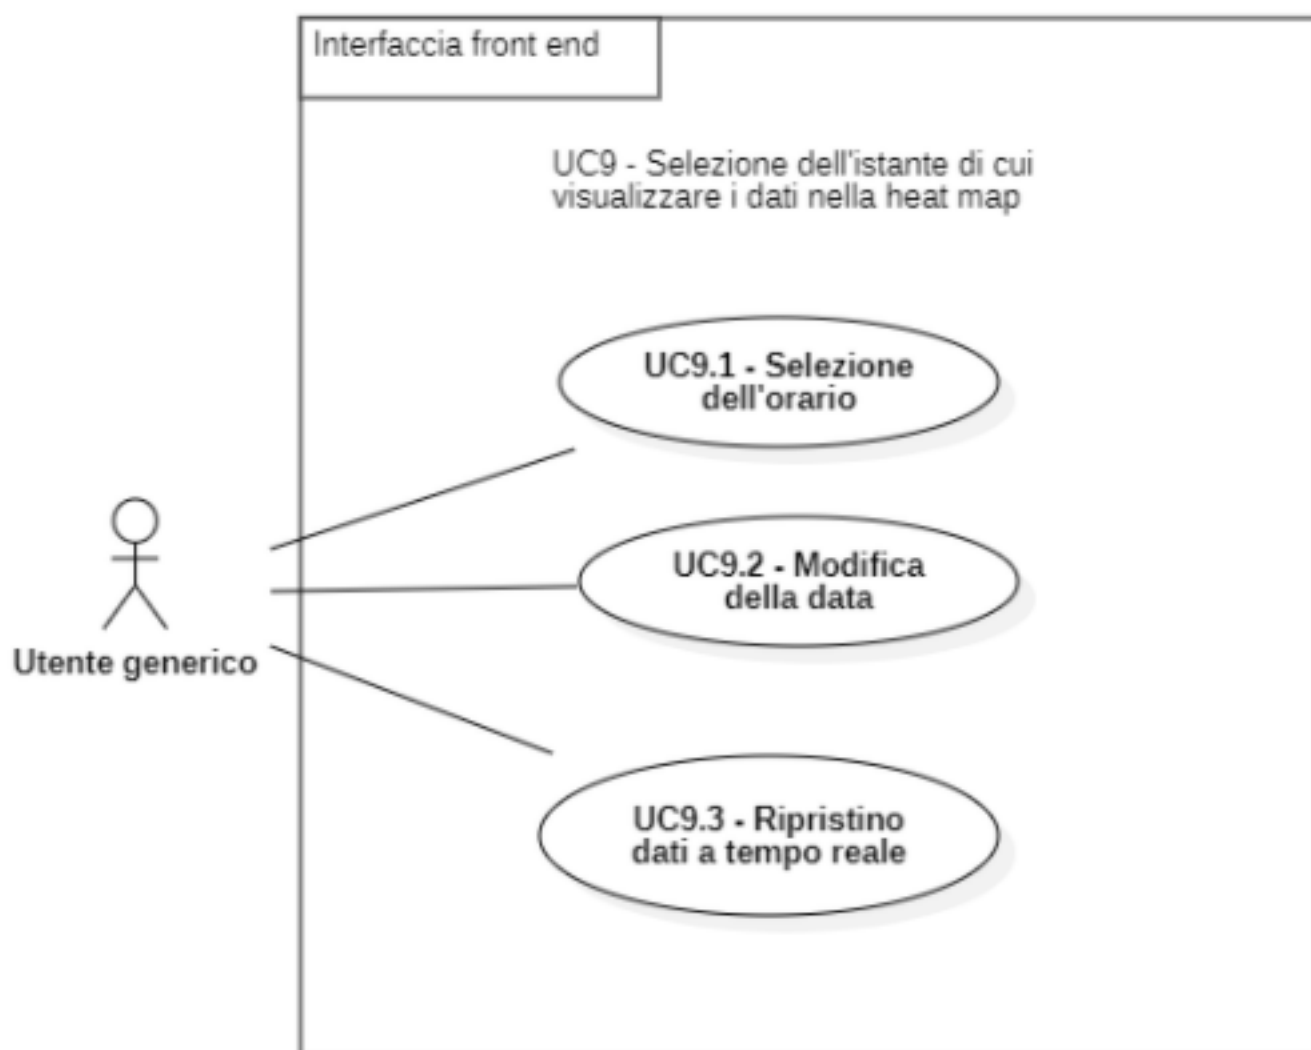 Interfaccia front end
UC9 - Selezione dell'istante di cui
visualizzare i dati nella heat map
UC9.1 - Selezione
dell'orario
UC9.2 - Modifica
della data
Utente generico
UC9.3 - Ripristino
dati a tempo reale